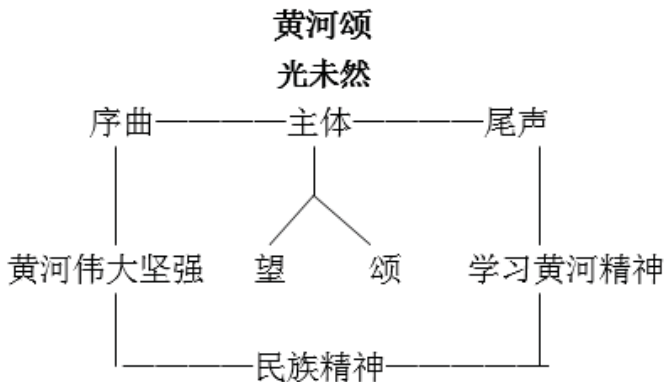 黄河颂
光未然
序曲————主体————尾声
黄河伟大坚强 望 颂 学习黄河精神
————民族精神————